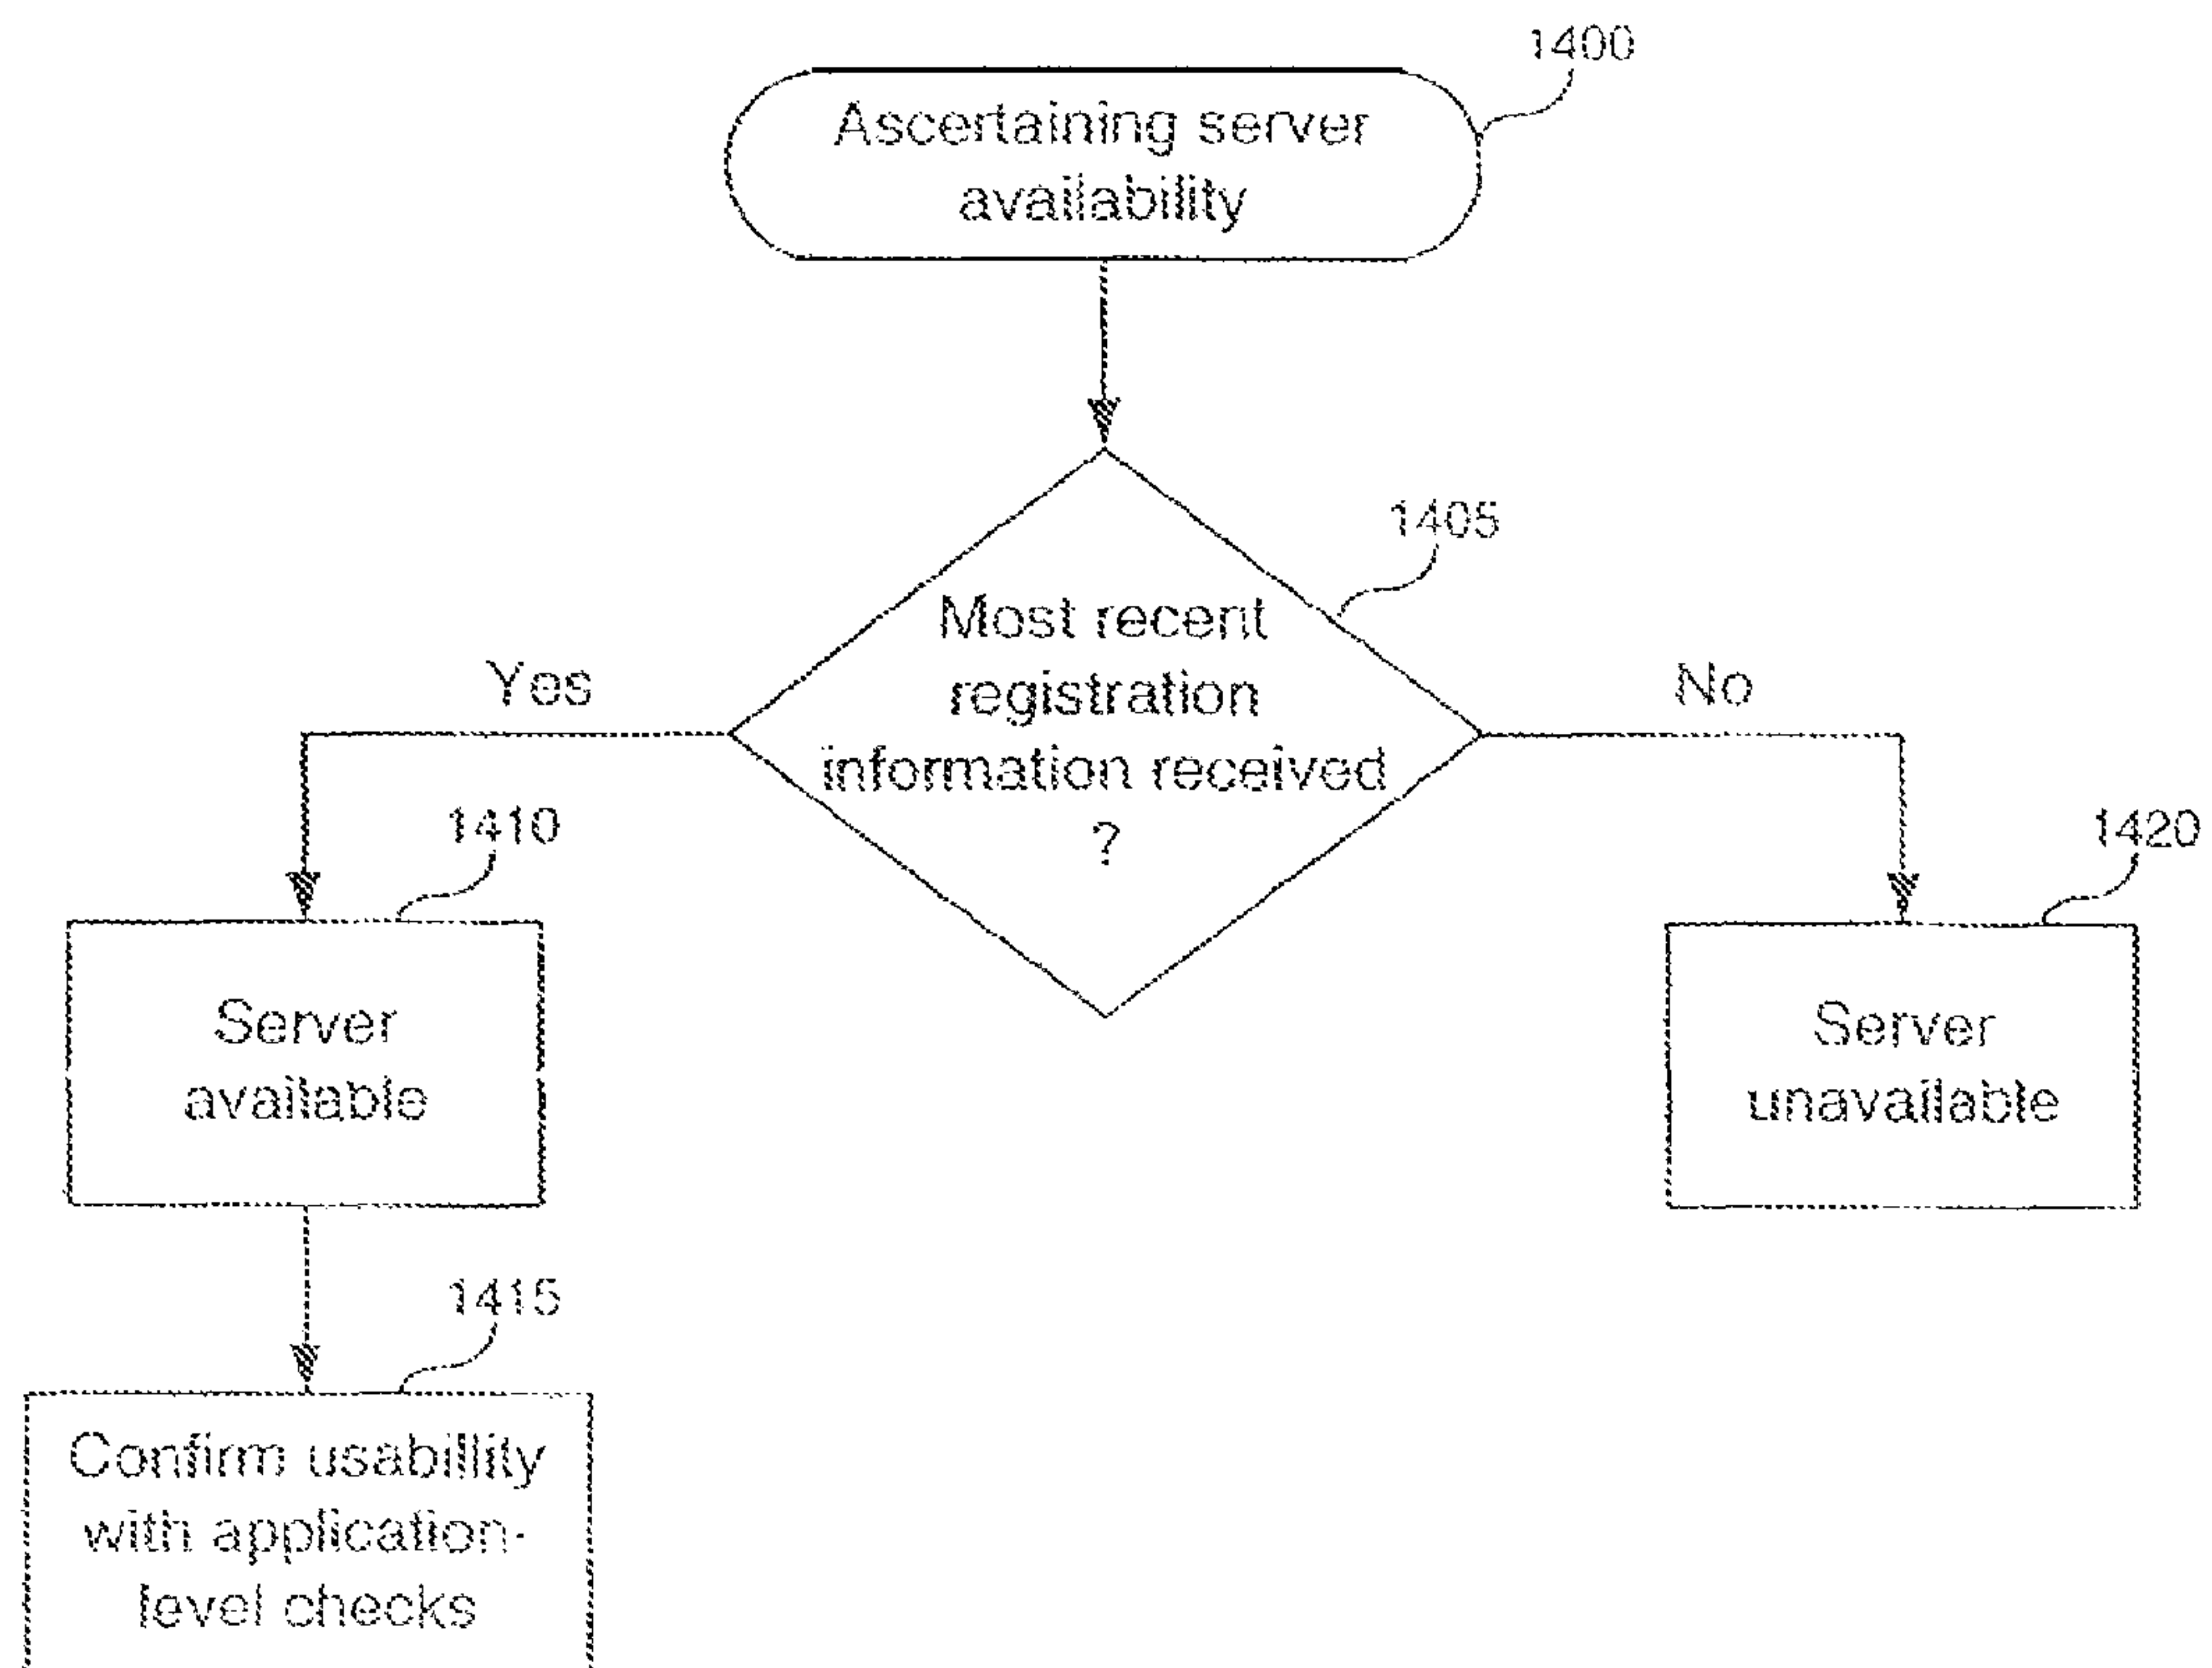 1400
Ascertaining server
availability
1405
Most recent
registration
information received
?
Yes
No
1410
1420
Server
available
Server
unavailable
1415
Confirm usabillity
with application-
level checks